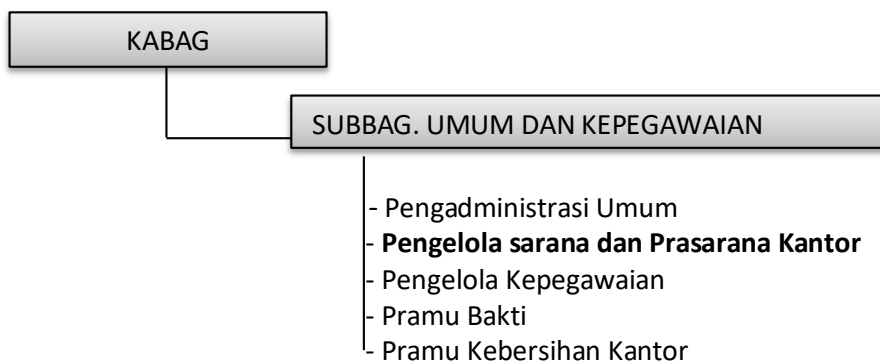 KABAG
SUBBAG. UMUM DAN KEPEGAWAIAN
- Pengadministrasi Umum
- Pengelola sarana dan Prasarana Kantor
- Pengelola Kepegawaian
- Pramu Bakti
- Pramu Kebersihan Kantor